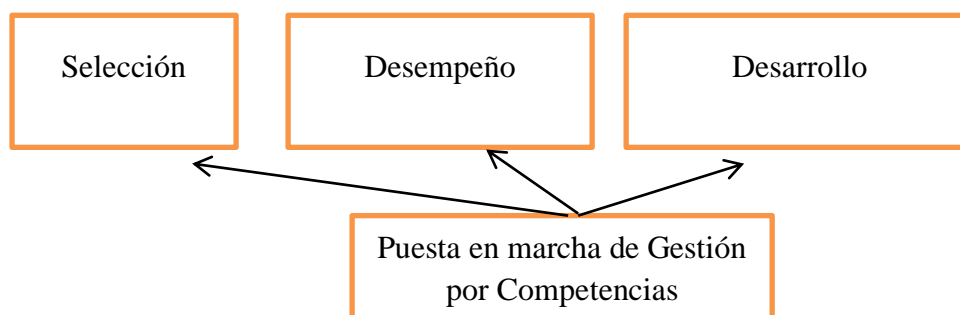 Selección
Desempeño
Desarrollo
Puesta en marcha de Gestión
por Competencias